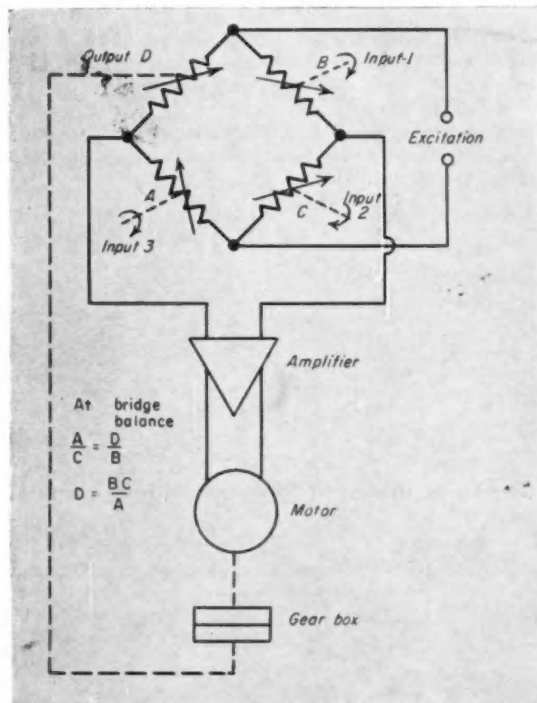 Output D
B
Input-1
Excitation
A
Input 3
C
Input
2
Amplifier
At bridge
balance
A/C = D/B
D = BC/A
Motor
Gear box